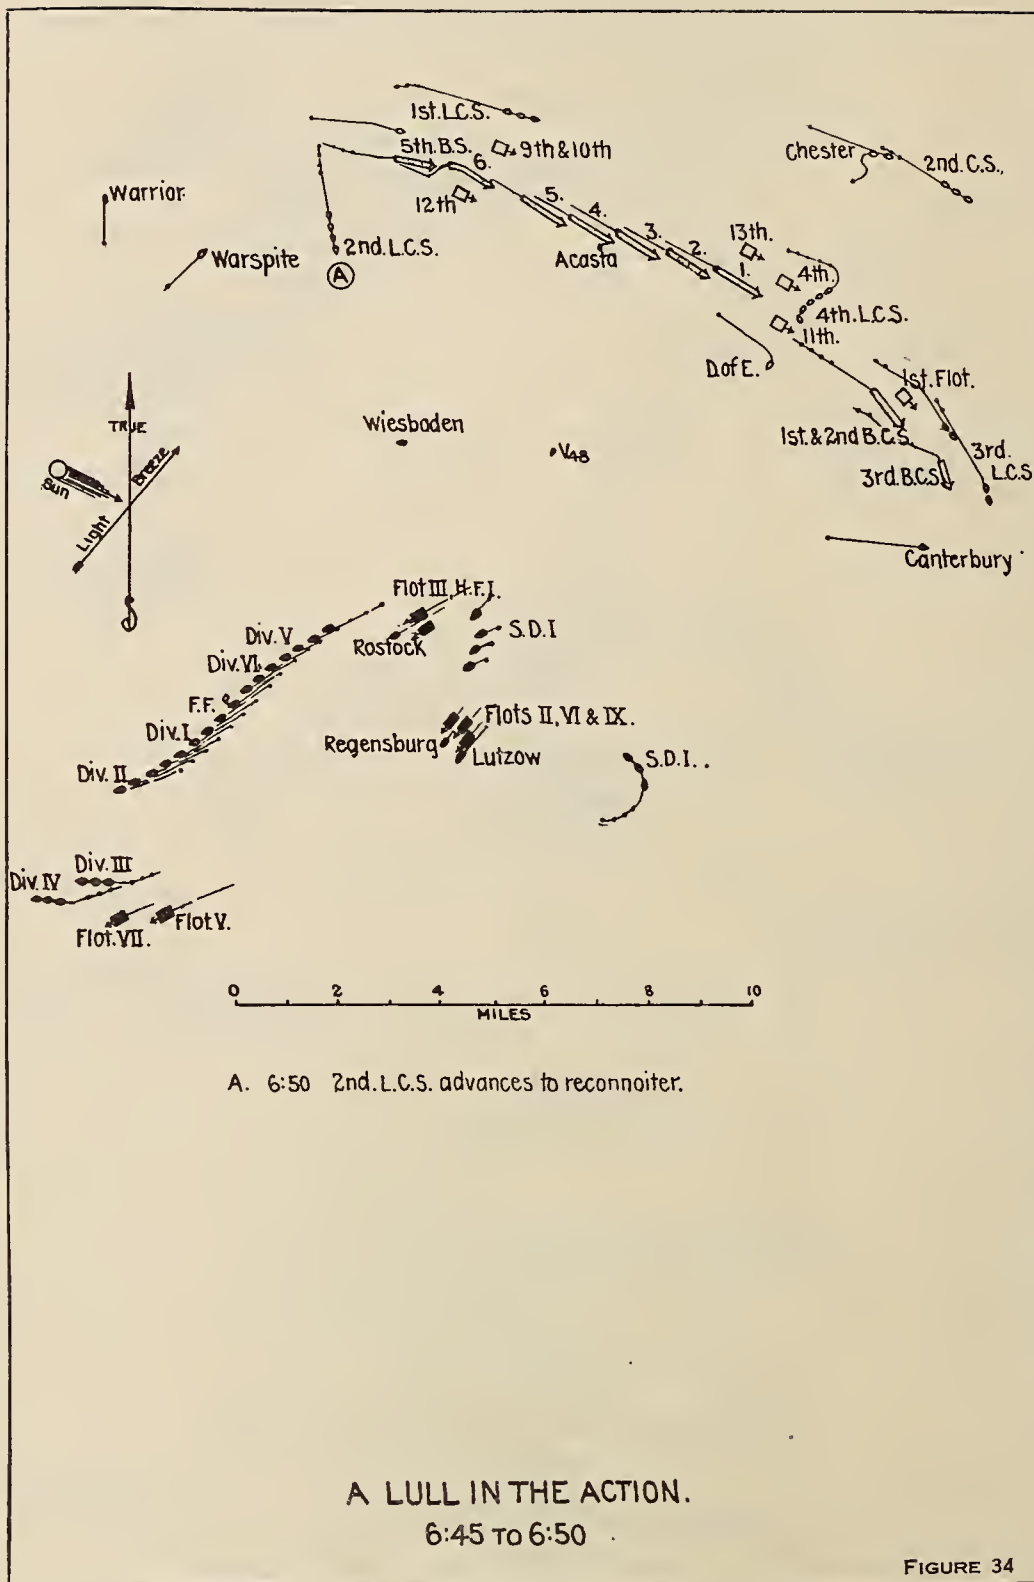 1st. L.C.S.
5th. B.S.
9th & 10th
6.
12th
5.
4.
3.
2.
1.
Acasta
13th.
4th.
4th. L.C.S.
11th.
Chester
2nd. C.S.
Warrior.
Warspite
2nd. L.C.S.
A
D. of E.
1st. Flot.
1st. & 2nd B.C.S.
3rd. B.C.S
3rd.
L.C.S
Canterbury
TRUE
Sun
Light
Breeze
Wiesbaden
V48
Flot III, H.F.I.
Rostock
S.D.I
Div. V
Div. VI
F.F.
Div. I
Div. II
Flots II, VI & IX.
Regensburg
Lutzow
S.D.I..
Div. III
Div. IV
Flot. VII.
Flot. V.
0 2 4 6 8 10
MILES
A. 6:50 2nd. L.C.S. advances to reconnoiter.
A LULL IN THE ACTION.
6:45 TO 6:50
FIGURE 34